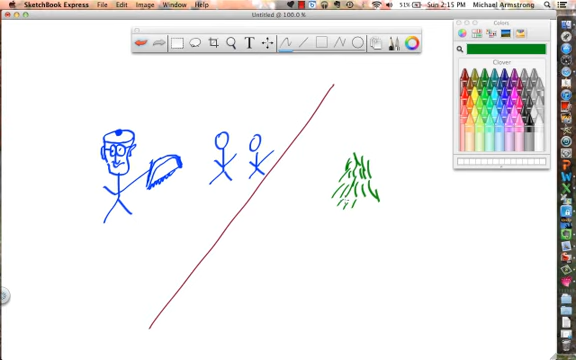 SketchBook Express File Edit Image Window Help 51% Sun 2:15 PM Michael Armstrong
Untitled @ 100.0 %
T
Colors
Clover